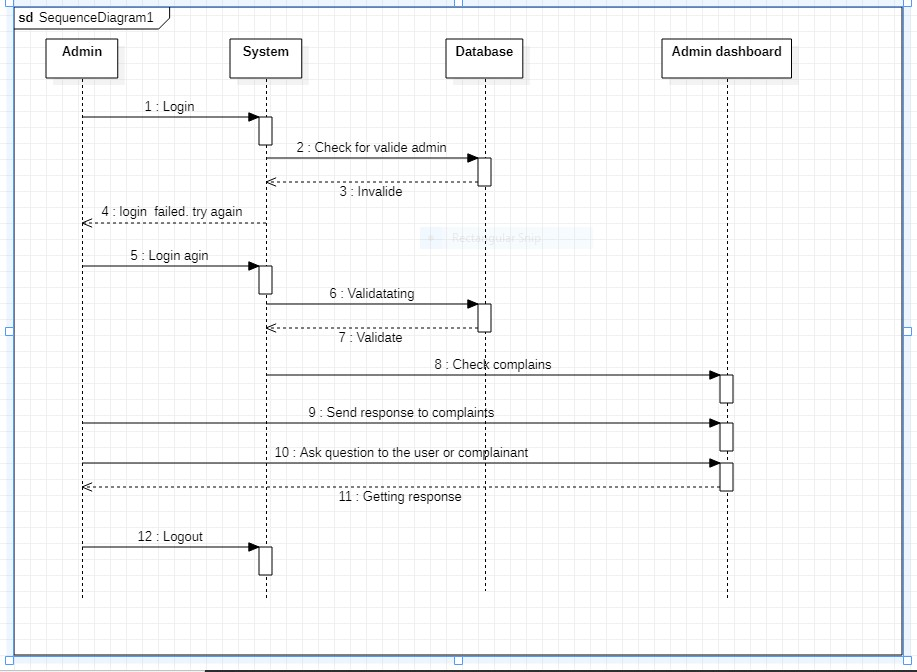 sd SequenceDiagram1
Admin
System
Database
Admin dashboard
1 : Login
2 : Check for valide admin
3 : Invalide
4 : login failed. try again
Rectangular Snip
5 : Login agin
6 : Validatating
7 : Validate
8 : Check complains
9 : Send response to complaints
10 : Ask question to the user or complainant
11 : Getting response
12 : Logout